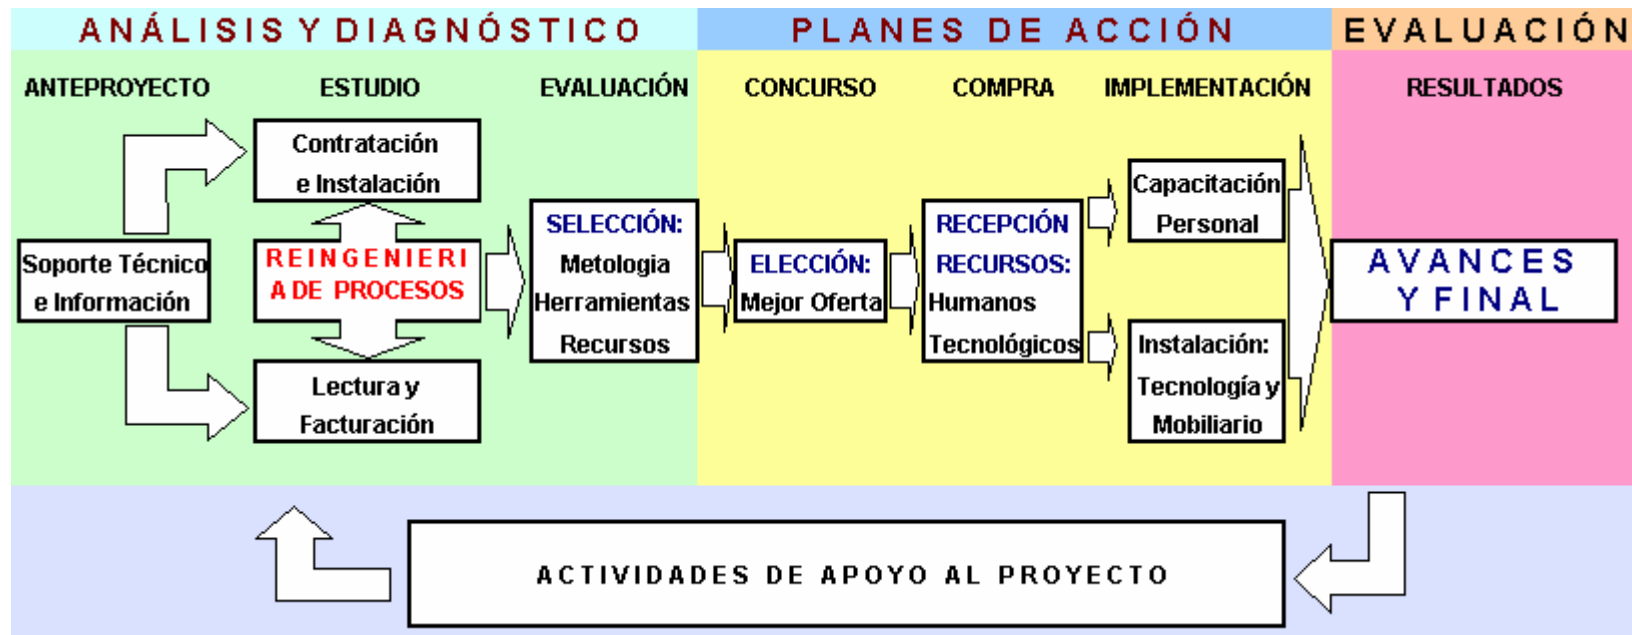 ANÁLISIS Y DIAGNÓSTICO
PLANES DE ACCIÓN
EVALUACIÓN
ANTEPROYECTO
ESTUDIO
EVALUACIÓN
CONCURSO
COMPRA
IMPLEMENTACIÓN
RESULTADOS
Soporte Técnico
e Información
Contratación
e Instalación
REINGENIERI
A DE PROCESOS
Lectura y
Facturación
SELECCIÓN:
Metologia
Herramientas
Recursos
ELECCIÓN:
Mejor Oferta
RECEPCIÓN
RECURSOS:
Humanos
Tecnológicos
Capacitación
Personal
Instalación:
Tecnología y
Mobiliario
AVANCES
Y FINAL
ACTIVIDADES DE APOYO AL PROYECTO